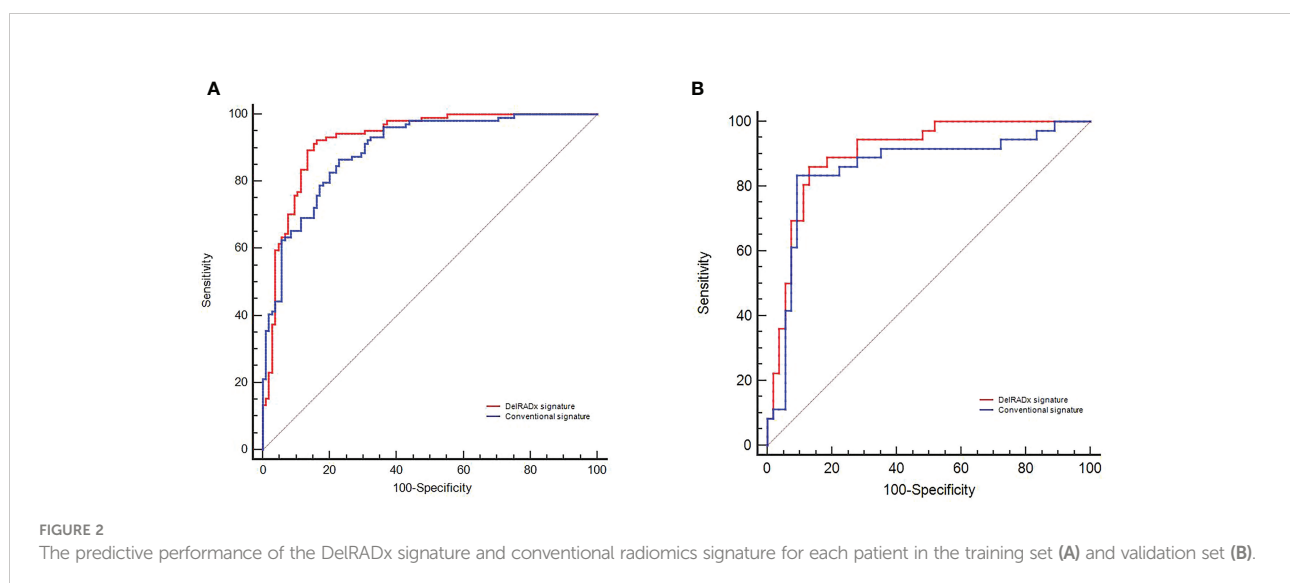 A
100
80
60
40
20
0
Sensitivity
DelRADx signature
Conventional signature
0 20 40 60 80 100
100-Specificity
B
100
80
60
40
20
0
Sensitivity
DelRADx signature
Conventional signature
0 20 40 60 80 100
100-Specificity
FIGURE 2
The predictive performance of the DelRADx signature and conventional radiomics signature for each patient in the training set (A) and validation set (B).